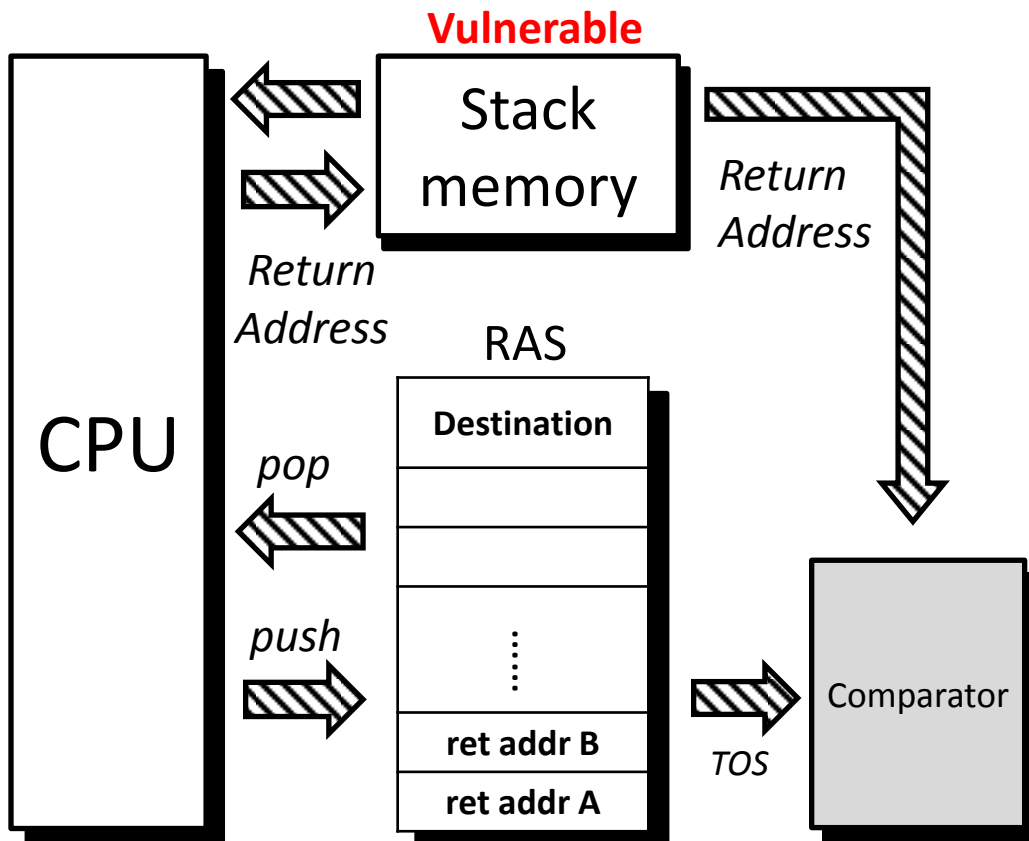 Vulnerable
Stack
memory
Return
Address
Return
Address
RAS
Destination
CPU
pop
push
Comparator
ret addr B
TOS
ret addr A